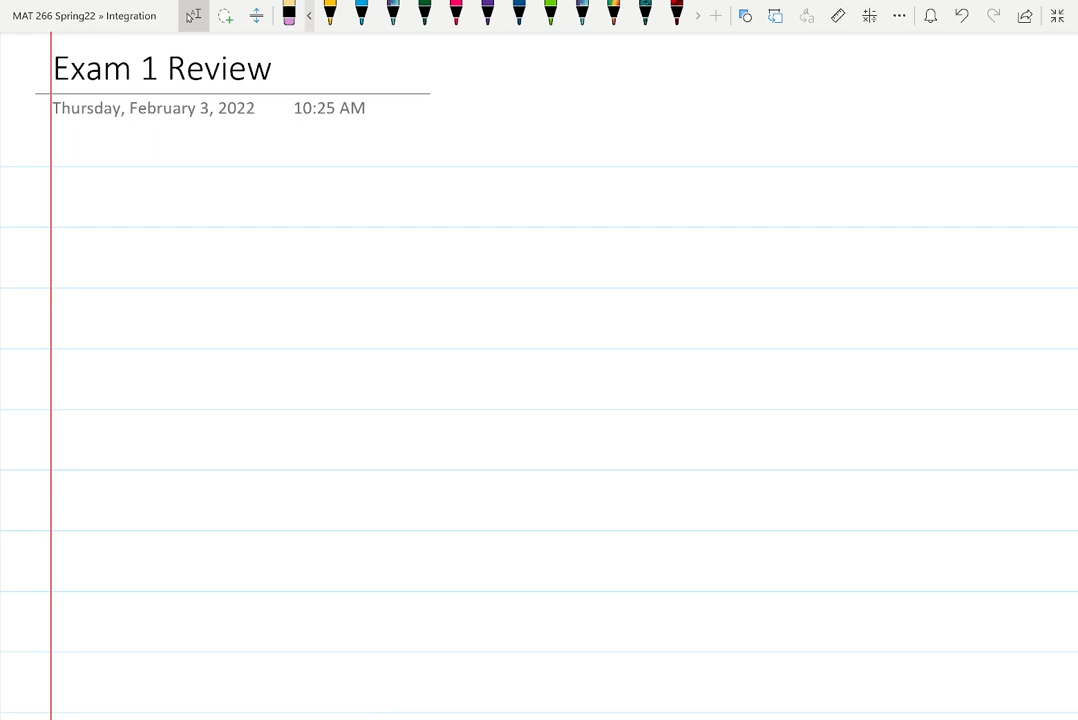 MAT 266 Spring22 » Integration
Exam 1 Review
Thursday, February 3, 2022 10:25 AM